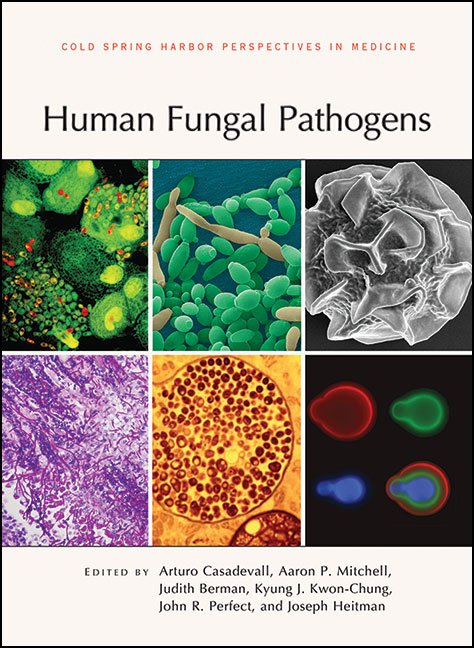 COLD SPRING HARBOR PERSPECTIVES IN MEDICINE
Human Fungal Pathogens
EDITED BY Arturo Casadevall, Aaron P. Mitchell,
Judith Berman, Kyung J. Kwon-Chung,
John R. Perfect, and Joseph Heitman